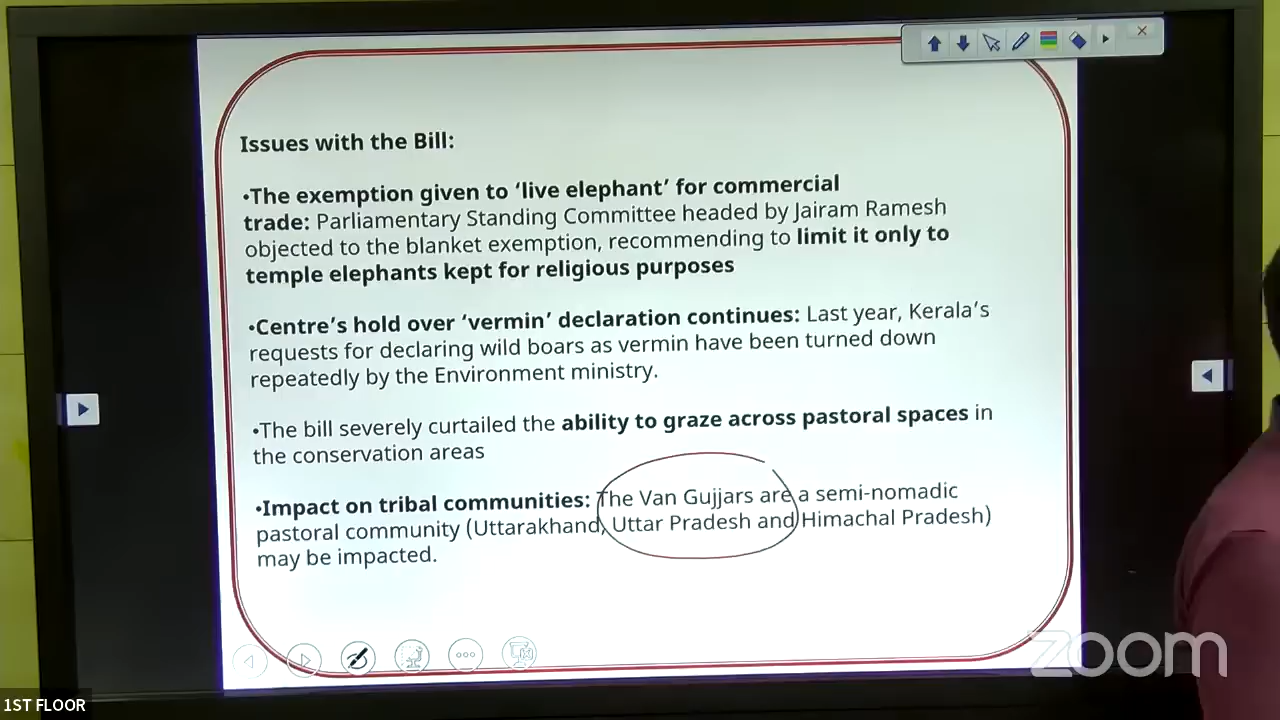 Issues with the Bill:
•The exemption given to ‘live elephant’ for commercial
trade: Parliamentary Standing Committee headed by Jairam Ramesh
objected to the blanket exemption, recommending to limit it only to
temple elephants kept for religious purposes
•Centre’s hold over ‘vermin’ declaration continues: Last year, Kerala’s
requests for declaring wild boars as vermin have been turned down
repeatedly by the Environment ministry.
•The bill severely curtailed the ability to graze across pastoral spaces in
the conservation areas
•Impact on tribal communities: The Van Gujjars are a semi-nomadic
pastoral community (Uttarakhand, Uttar Pradesh and Himachal Pradesh)
may be impacted.
zoom
1ST FLOOR